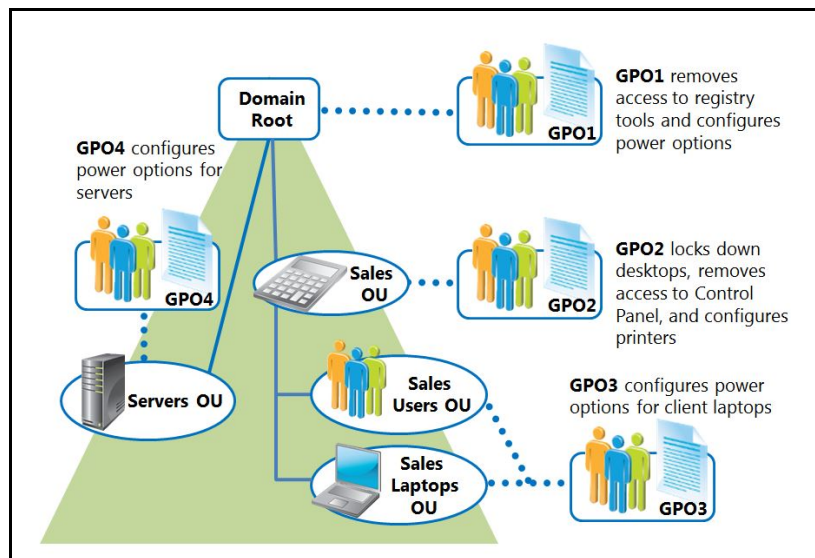 Domain
Root
GPO1
GPO1 removes
access to registry
tools and configures
power options
GPO4 configures
power options for
servers
GPO4
Sales
OU
GPO2
GPO2 locks down
desktops, removes
access to Control
Panel, and configures
printers
Servers OU
Sales
Users OU
GPO3 configures power
options for client laptops
Sales
Laptops
OU
GPO3